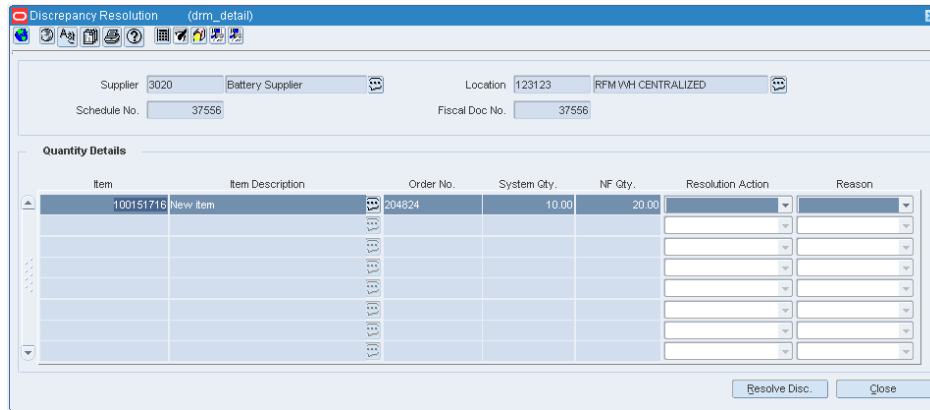 Discrepancy Resolution (drm_detail)
Supplier 3020 Battery Supplier Location 123123 RFM WH CENTRALIZED
Schedule No. 37556 Fiscal Doc No. 37556
Quantity Details
Item Item Description Order No. System Qty. NF Qty. Resolution Action Reason
100151716 New item 204824 10.00 20.00
Resolve Disc. Close